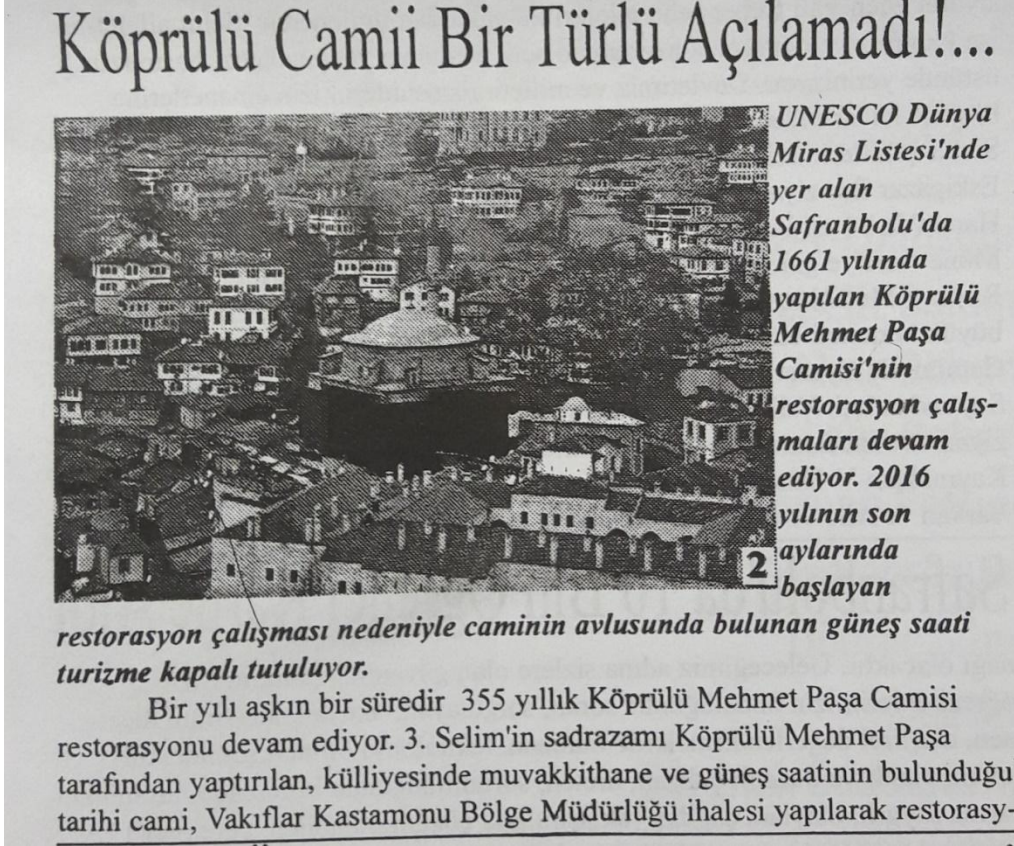 Köprülü Camii Bir Türlü Açılamadı!...
UNESCO Dünya
Miras Listesi'nde
yer alan
Safranbolu'da
1661 yılında
yapılan Köprülü
Mehmet Paşa
Camisi'nin
restorasyon çalış-
maları devam
ediyor. 2016
yılının son
aylarında
başlayan
2
restorasyon çalışması nedeniyle caminin avlusunda bulunan güneş saati
turizme kapalı tutuluyor.
Bir yılı aşkın bir süredir 355 yıllık Köprülü Mehmet Paşa Camisi
restorasyonu devam ediyor. 3. Selim'in sadrazamı Köprülü Mehmet Paşa
tarafından yaptırılan, külliyesinde muvakkithane ve güneş saatinin bulunduğu
tarihi cami, Vakıflar Kastamonu Bölge Müdürlüğü ihalesi yapılarak restorasy-